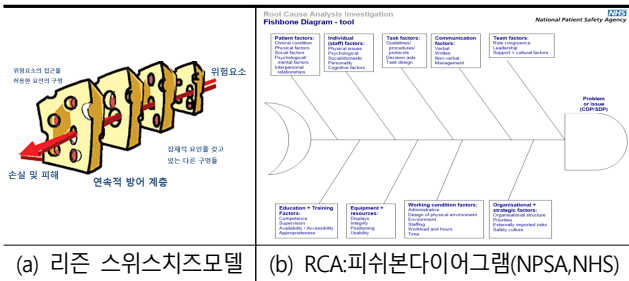 위험요소의 접근을
허용한 요인의 구멍
위험요소
잠재적 요인을 갖고
있는 다른 구멍들
손실 및 피해
연속적 방어 계층
(a) 리즌 스위스치즈모델
Root Cause Analysis Investigation
Fishbone Diagram - tool
NHS
National Patient Safety Agency
Patient factors:
Clinical condition
Physical factors
Social factors
Psychological/
mental factors
Interpersonal
relationships
Individual
(staff) factors:
Physical issues
Psychological
Social/domestic
Personality
Cognitive factors
Task factors:
Guidelines/
procedures/
protocols
Decision aids
Task design
Communication
factors:
Verbal
Written
Non-verbal
Management
Team factors:
Role congruence
Leadership
Support + cultural factors
Problem
or issue
(CDP/SDP)
Education + Training
Factors:
Competence
Supervision
Availability / Accessibility
Appropriateness
Equipment +
resources:
Displays
Integrity
Positioning
Usability
Working condition factors:
Administrative
Design of physical environment
Environment
Staffing
Workload and hours
Time
Organisational +
strategic factors:
Organisational structure
Priorities
Externally imported risks
Safety culture
(b) RCA:피쉬본다이어그램(NPSA,NHS)